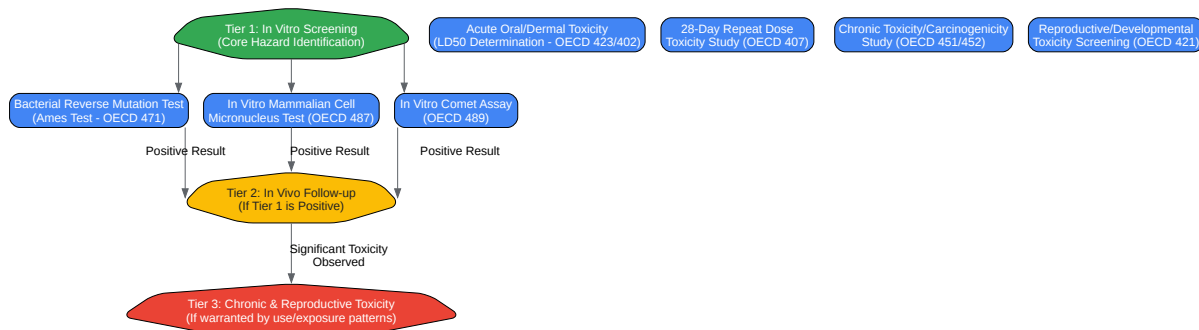 Tier 1: In Vitro Screening
(Core Hazard Identification)
Acute Oral/Dermal Toxicity
(LD50 Determination - OECD 423/402)
28-Day Repeat Dose
Toxicity Study (OECD 407)
Chronic Toxicity/Carcinogenicity
Study (OECD 451/452)
Reproductive/Developmental
Toxicity Screening (OECD 421)
Bacterial Reverse Mutation Test
(Ames Test - OECD 471)
In Vitro Mammalian Cell
Micronucleus Test (OECD 487)
In Vitro Comet Assay
(OECD 489)
Positive Result
Positive Result
Positive Result
Tier 2: In Vivo Follow-up
(If Tier 1 is Positive)
Significant Toxicity
Observed
Tier 3: Chronic & Reproductive Toxicity
(If warranted by use/exposure patterns)